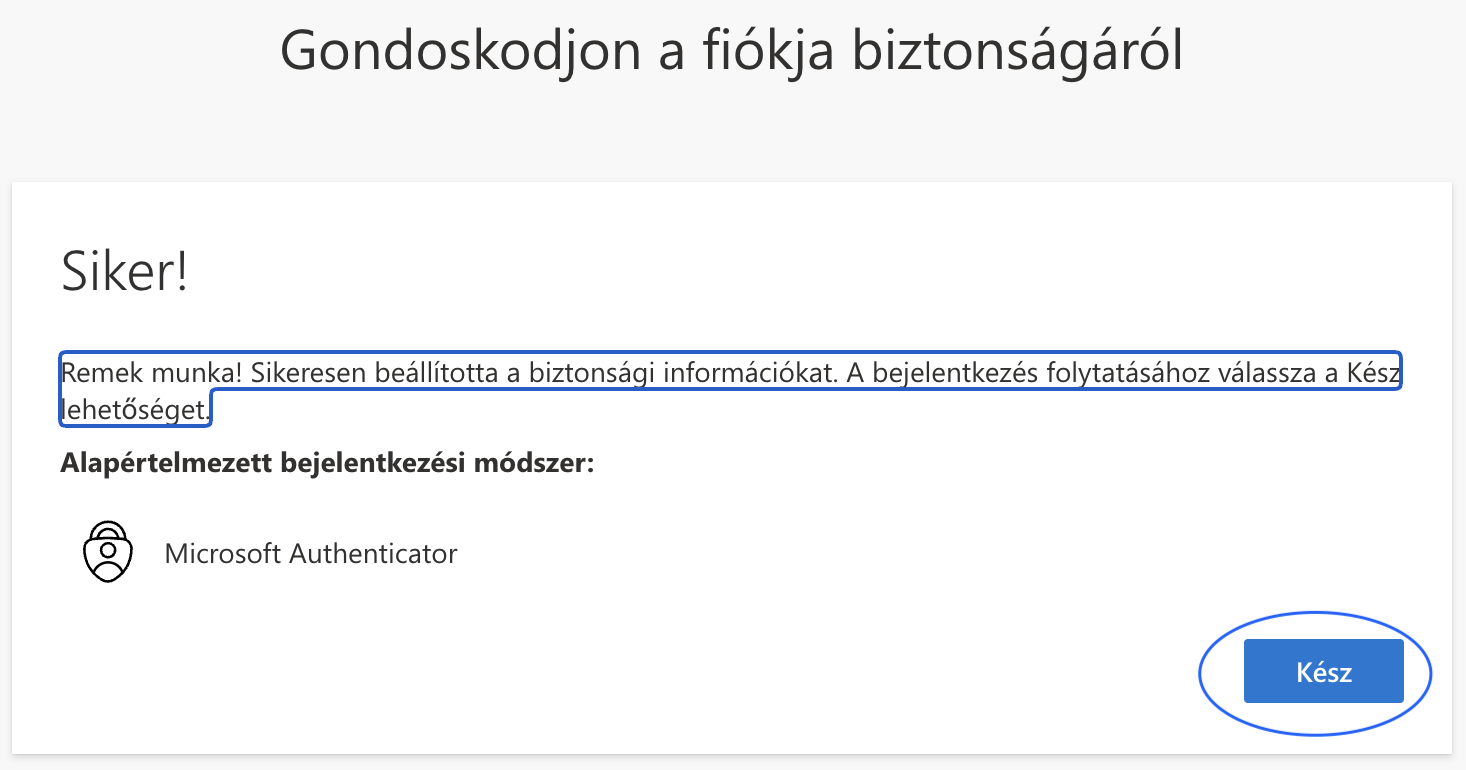 Gondoskodjon a fiókja biztonságáról
Siker!
Remek munka! Sikeresen beállította a biztonsági információkat. A bejelentkezés folytatásához válassza a Kész
lehetőséget.
Alapértelmezett bejelentkezési módszer:
Microsoft Authenticator
Kész